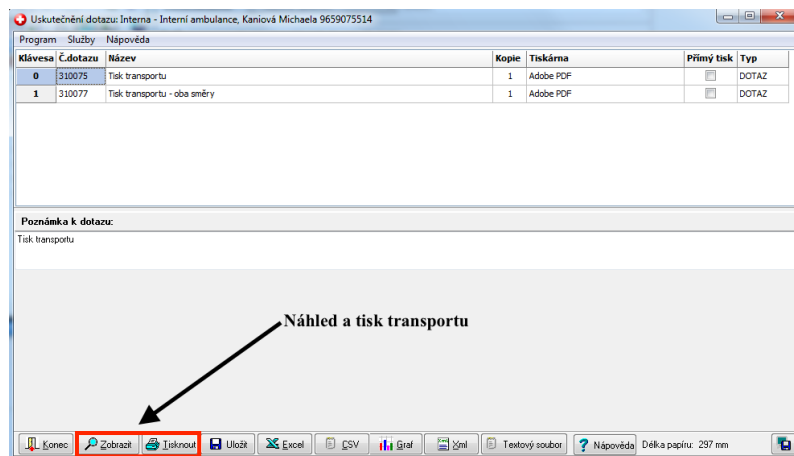 Uskutečnění dotazu: Interna - Interní ambulance, Kaniová Michaela 9659075514
Program Služby Nápověda
Klávesa Č.dotazu Název Kopie Tiskárna Přímý tisk Typ
0 310075 Tisk transportu 1 Adobe PDF DOTAZ
1 310077 Tisk transportu - oba směry 1 Adobe PDF DOTAZ
Poznámka k dotazu:
Tisk transportu
Náhled a tisk transportu
Konec Zobrazit Tisknout Uložit Excel CSV Graf Xml Textový soubor Nápověda Délka papíru: 297 mm